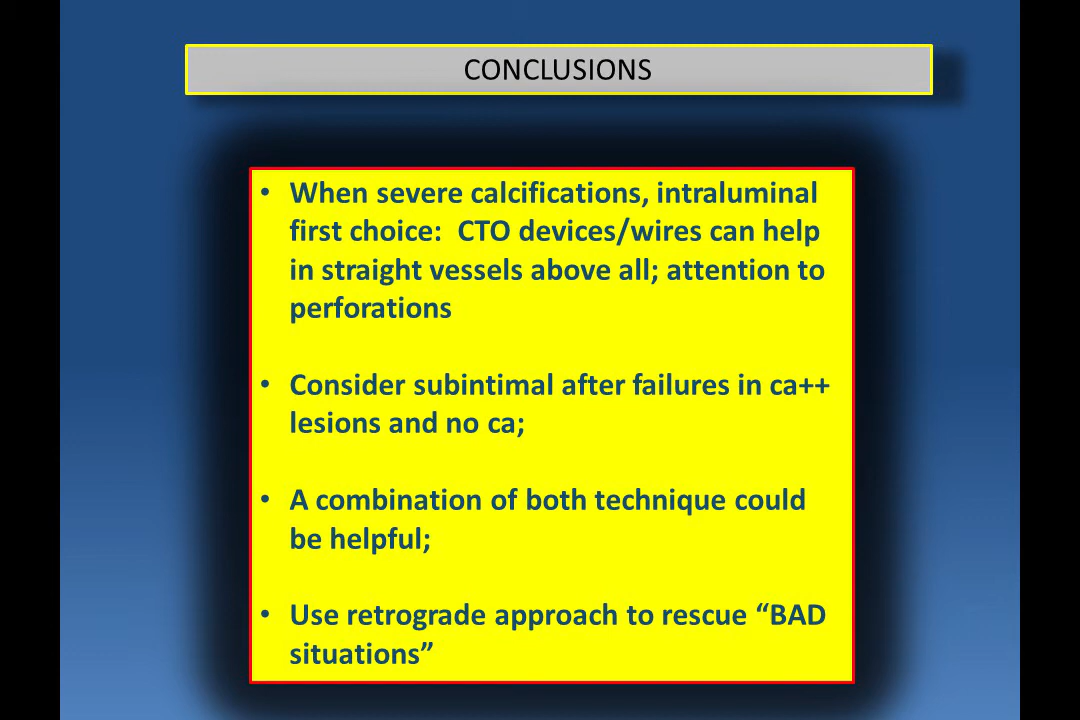 CONCLUSIONS
• When severe calcifications, intraluminal
first choice:  CTO devices/wires can help
in straight vessels above all; attention to
perforations
• Consider subintimal after failures in ca++
lesions and no ca;
• A combination of both technique could
be helpful;
• Use retrograde approach to rescue “BAD
situations”